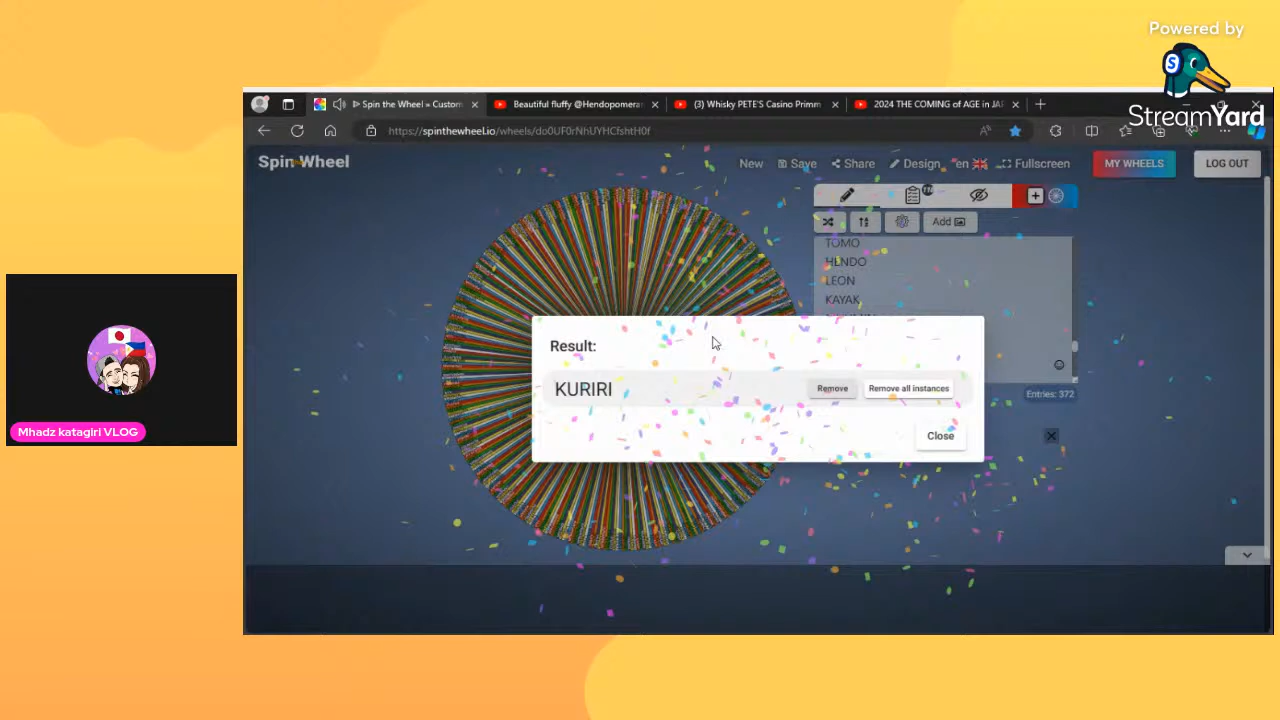 Powered by
StreamYard
Spin the Wheel = Custom
Beautiful fluffy @Hendopomerar
(3) Whisky PETE'S Casino Primm
2024 THE COMING of AGE in JAP
https://spinthewheel.io/wheels/do0UF0rNhUYHCfshtH0f
Spin Wheel
New
Save
Share
Design
en
Fullscreen
MY WHEELS
LOG OUT
Add
TOMO
HENDO
LEON
KAYAK
Result:
KURIRI
Remove
Remove all instances
Entries: 372
Close
Mhadz katagiri VLOG